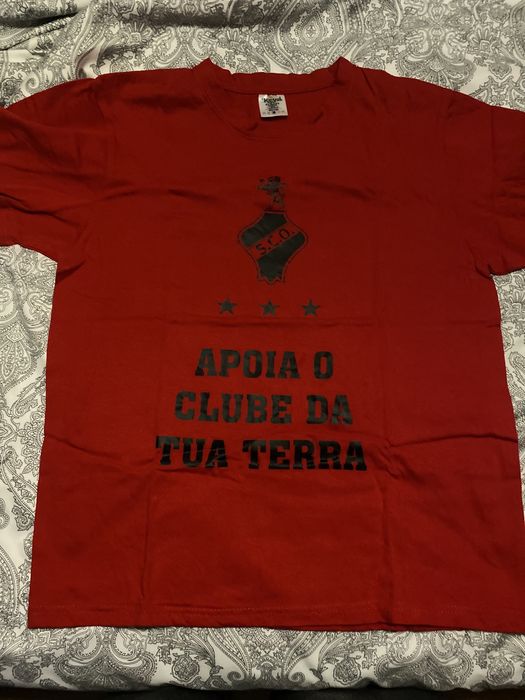 S.C.O.
APOIA O
CLUBE DA
TUA TERRA